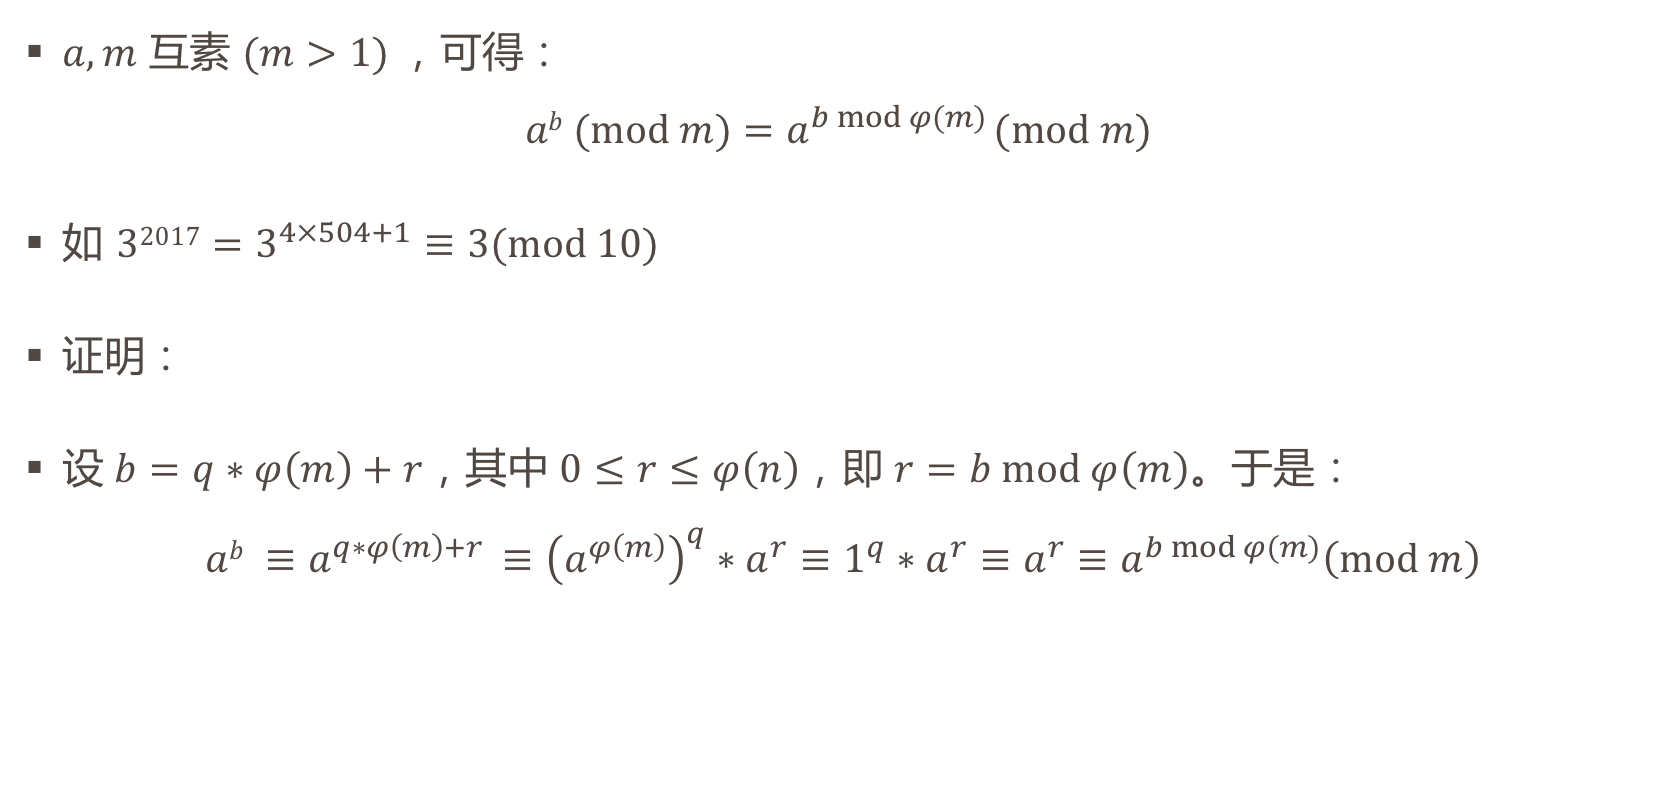 ▪ a, m 互素 (m > 1) ，可得：
a^b (mod m) = a^{b mod φ(m)} (mod m)
▪ 如 3^{2017} = 3^{4×504+1} ≡ 3(mod 10)
▪ 证明：
▪ 设 b = q ∗ φ(m) + r，其中 0 ≤ r ≤ φ(n)，即 r = b mod φ(m)。于是：
a^b ≡ a^{q∗φ(m)+r} ≡ (a^{φ(m)})^q ∗ a^r ≡ 1^q ∗ a^r ≡ a^r ≡ a^{b mod φ(m)}(mod m)